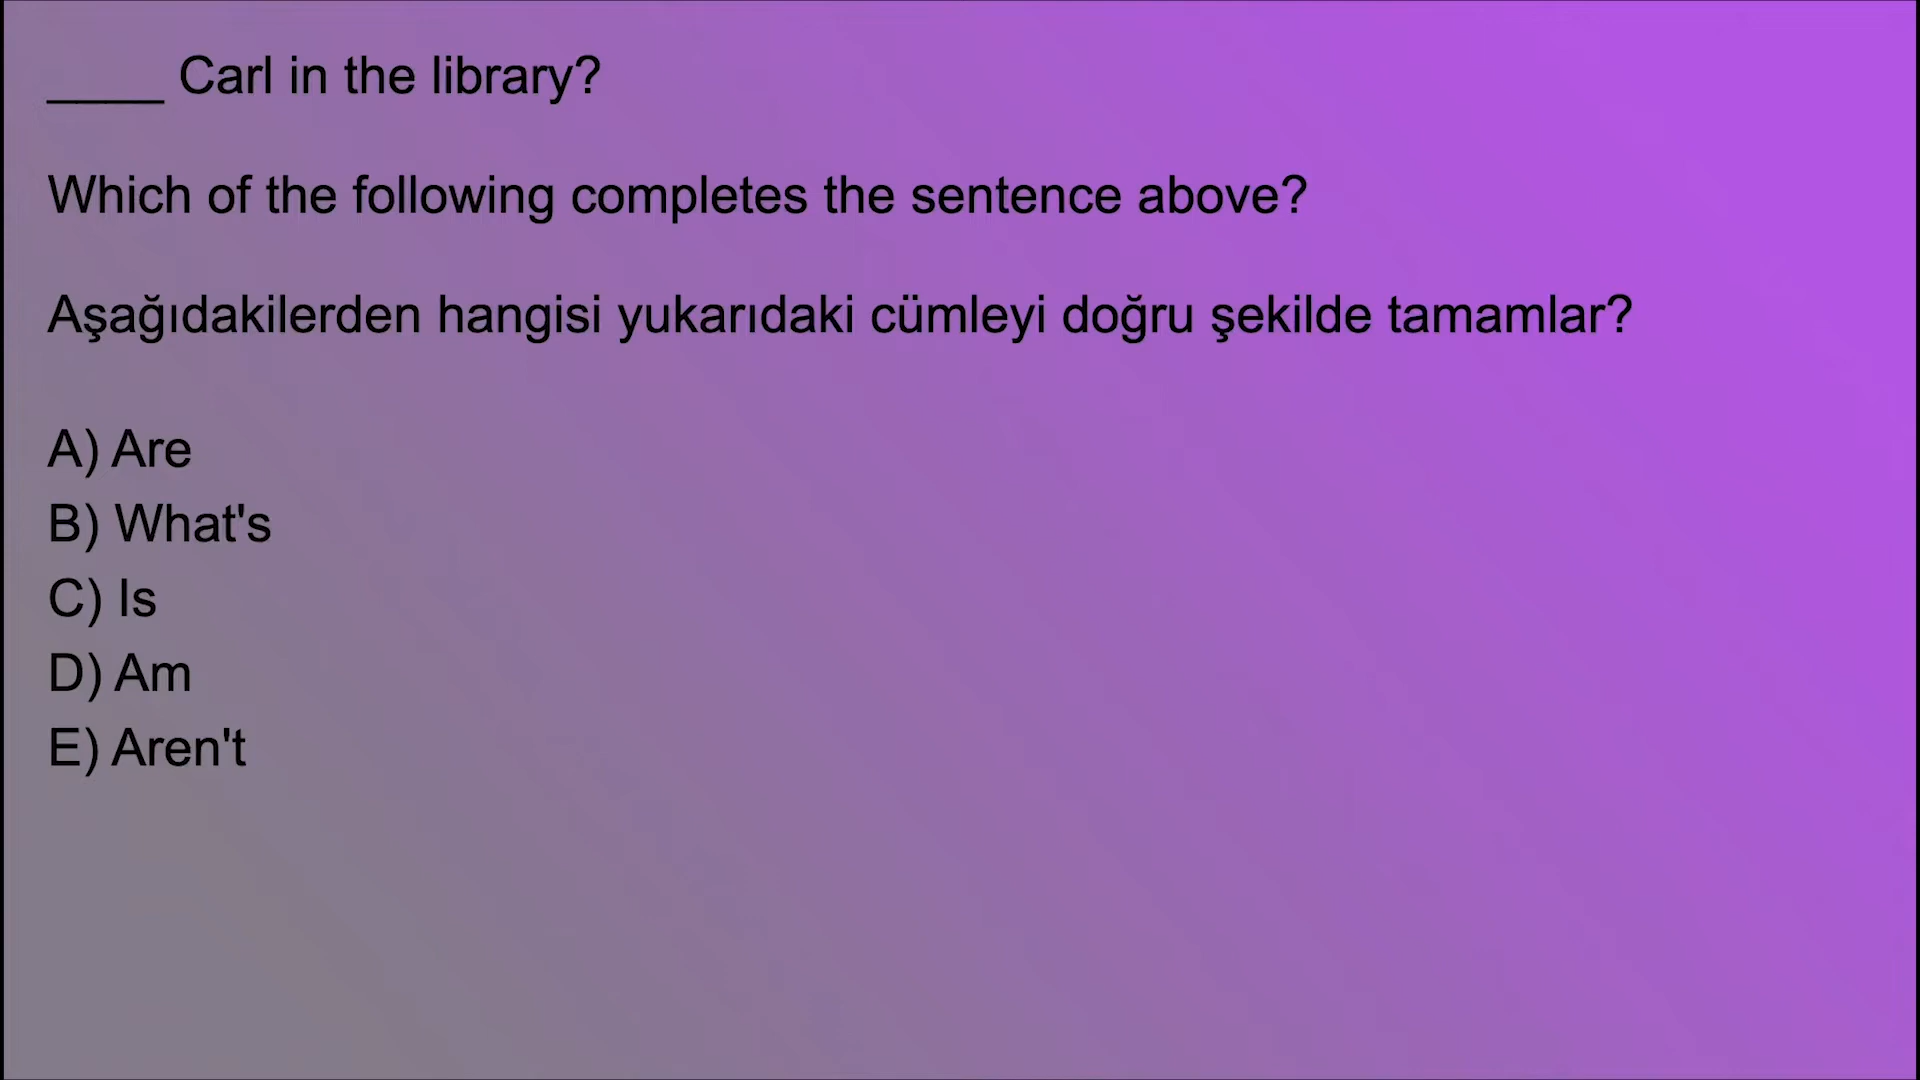 ____ Carl in the library?
Which of the following completes the sentence above?
Aşağıdakilerden hangisi yukarıdaki cümleyi doğru şekilde tamamlar?
A) Are
B) What's
C) Is
D) Am
E) Aren't